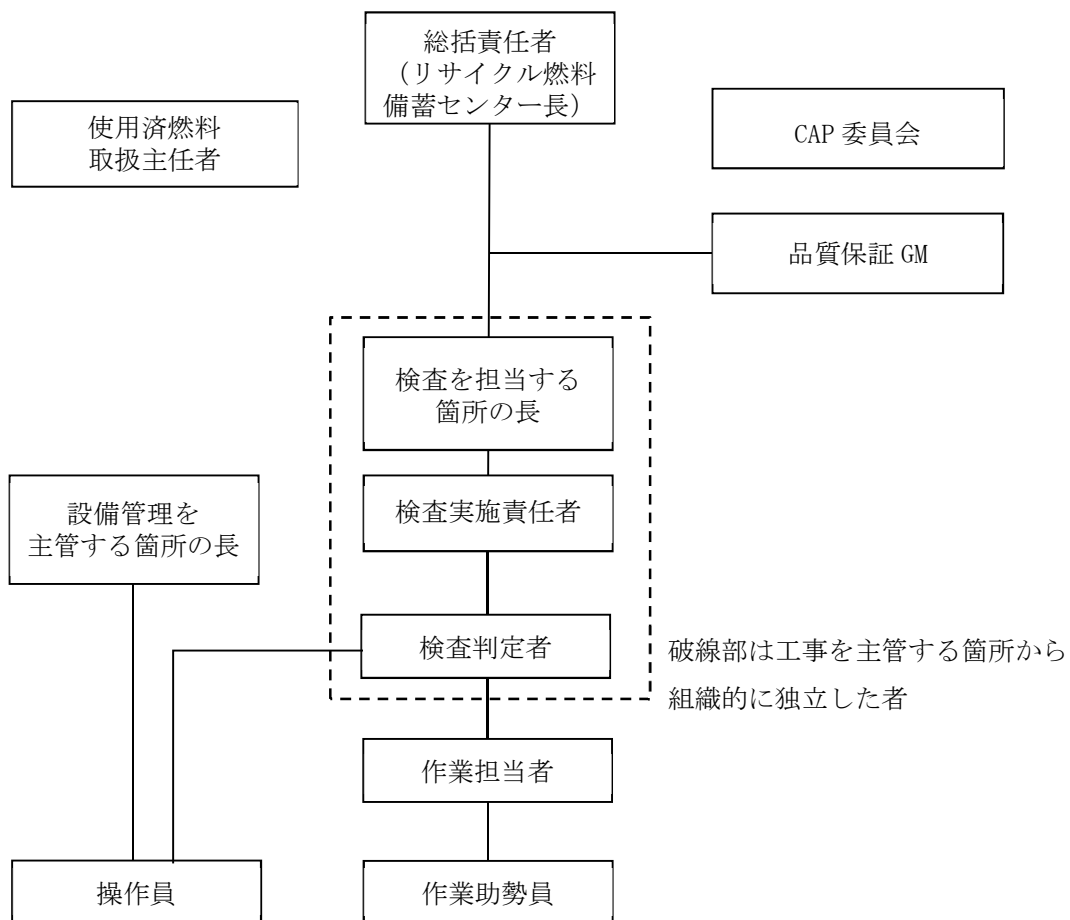 総括責任者
（リサイクル燃料
備蓄センター長）
使用済燃料
取扱主任者
CAP 委員会
品質保証 GM
検査を担当する
箇所の長
検査実施責任者
設備管理を
主管する箇所の長
検査判定者
破線部は工事を主管する箇所から
組織的に独立した者
作業担当者
操作員
作業助勢員